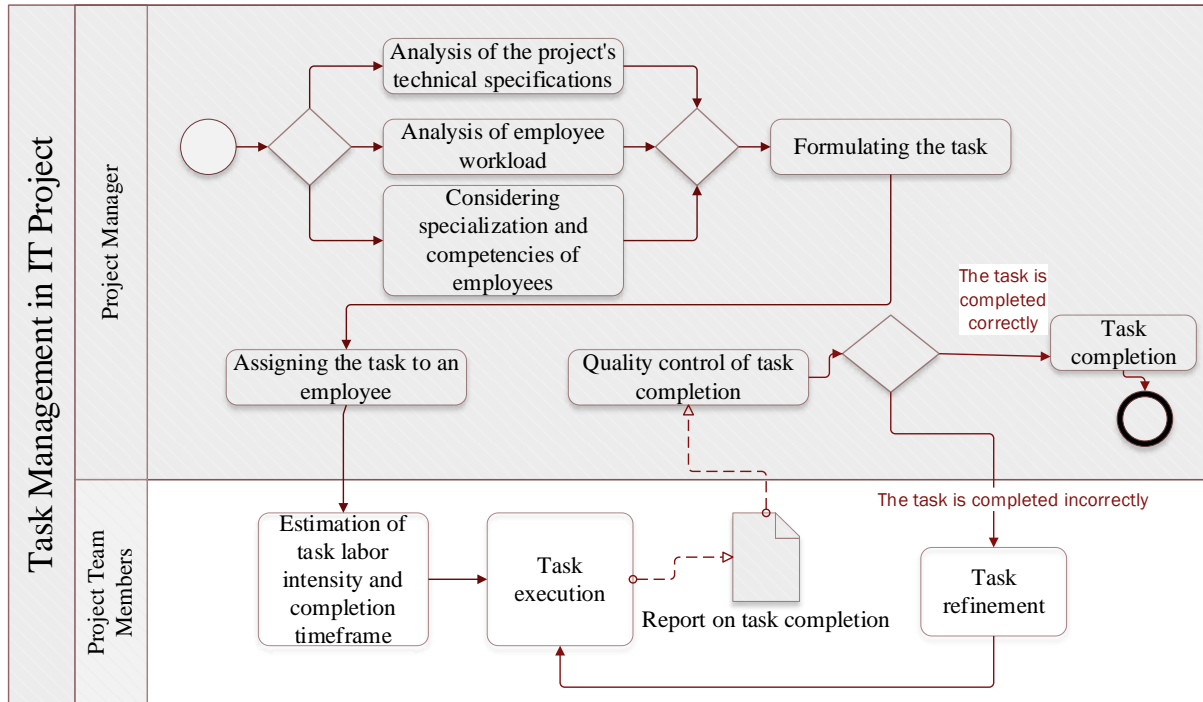 Task Management in IT Project
Project Manager
Analysis of the project's
technical specifications
Analysis of employee
workload
Considering
specialization and
competencies of
employees
Formulating the task
Assigning the task to an
employee
Quality control of task
completion
The task is
completed
correctly
Task
completion
Project Team
Members
The task is completed incorrectly
Estimation of
task labor
intensity and
completion
timeframe
Task
execution
Report on task completion
Task
refinement